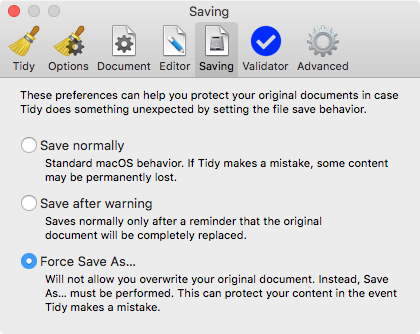 Saving
Tidy Options Document Editor Saving Validator Advanced
These preferences can help you protect your original documents in case
Tidy does something unexpected by setting the file save behavior.
Save normally
Standard macOS behavior. If Tidy makes a mistake, some content
may be permanently lost.
Save after warning
Saves normally only after a reminder that the original
document will be completely replaced.
Force Save As...
Will not allow you overwrite your original document. Instead, Save
As... must be performed. This can protect your content in the event
Tidy makes a mistake.